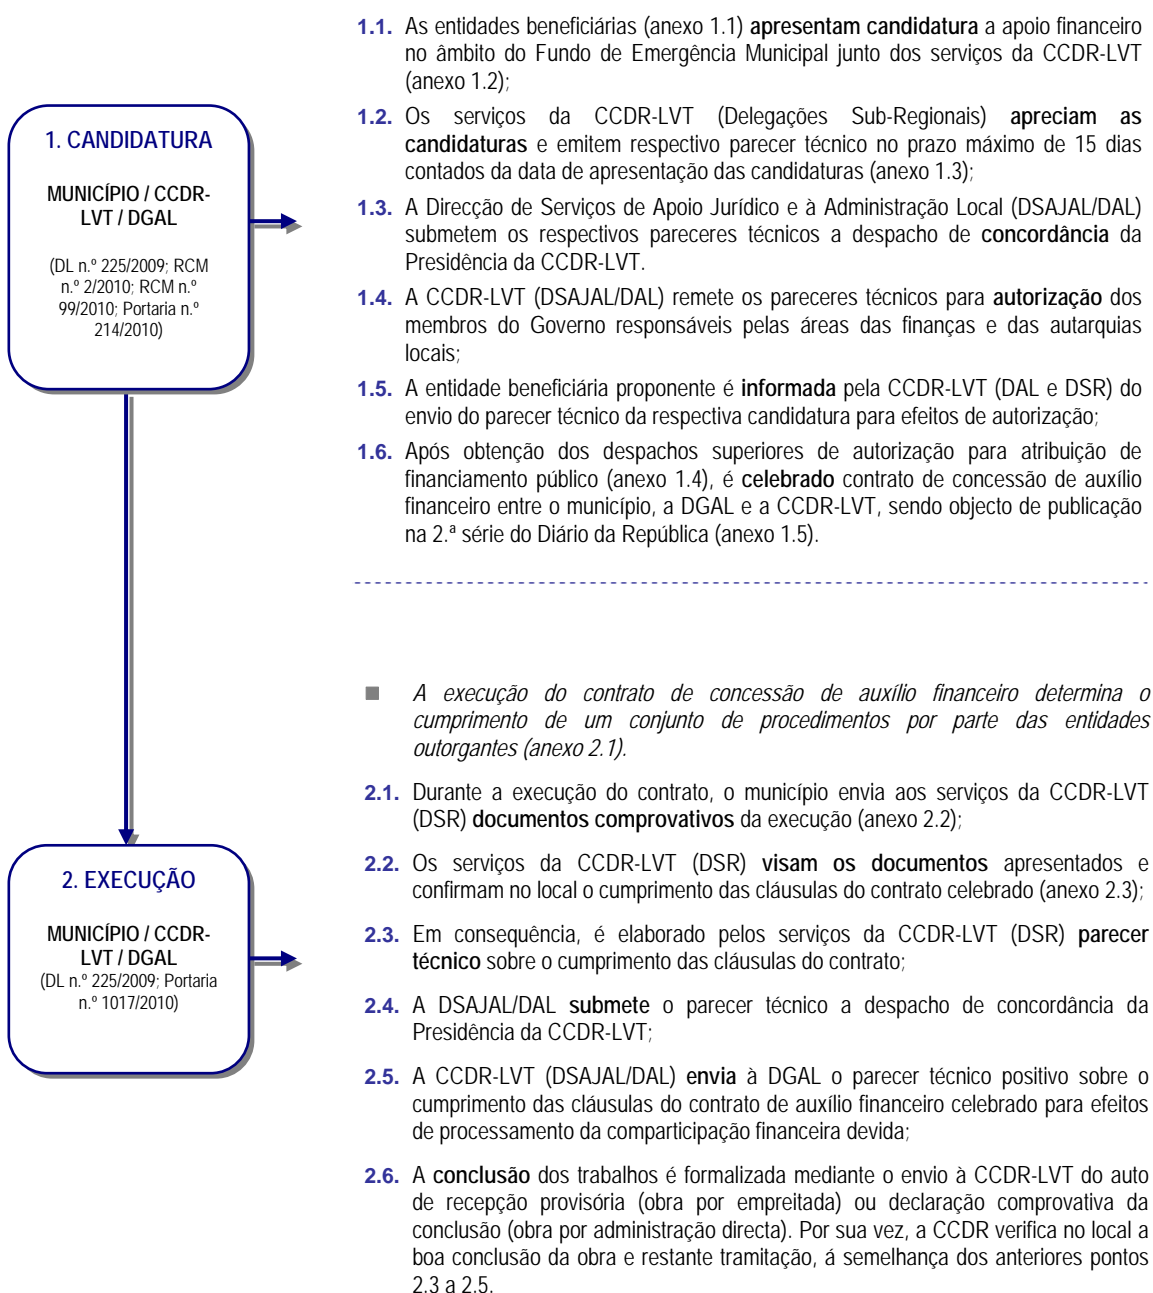 1.1. As entidades beneficiárias (anexo 1.1) apresentam candidatura a apoio financeiro
no âmbito do Fundo de Emergência Municipal junto dos serviços da CCDR-LVT
(anexo 1.2);
1.2. Os serviços da CCDR-LVT (Delegações Sub-Regionais) apreciam as
candidaturas e emitem respectivo parecer técnico no prazo máximo de 15 dias
contados da data de apresentação das candidaturas (anexo 1.3);
1.3. A Direcção de Serviços de Apoio Jurídico e à Administração Local (DSAJAL/DAL)
submetem os respectivos pareceres técnicos a despacho de concordância da
Presidência da CCDR-LVT.
1.4. A CCDR-LVT (DSAJAL/DAL) remete os pareceres técnicos para autorização dos
membros do Governo responsáveis pelas áreas das finanças e das autarquias
locais;
1.5. A entidade beneficiária proponente é informada pela CCDR-LVT (DAL e DSR) do
envio do parecer técnico da respectiva candidatura para efeitos de autorização;
1.6. Após obtenção dos despachos superiores de autorização para atribuição de
financiamento público (anexo 1.4), é celebrado contrato de concessão de auxílio
financeiro entre o município, a DGAL e a CCDR-LVT, sendo objecto de publicação
na 2.ª série do Diário da República (anexo 1.5).
1. CANDIDATURA
MUNICÍPIO / CCDR-
LVT / DGAL
(DL n.º 225/2009; RCM
n.º 2/2010; RCM n.º
99/2010; Portaria n.º
214/2010)
A execução do contrato de concessão de auxílio financeiro determina o
cumprimento de um conjunto de procedimentos por parte das entidades
outorgantes (anexo 2.1).
2.1. Durante a execução do contrato, o município envia aos serviços da CCDR-LVT
(DSR) documentos comprovativos da execução (anexo 2.2);
2.2. Os serviços da CCDR-LVT (DSR) visam os documentos apresentados e
confirmam no local o cumprimento das cláusulas do contrato celebrado (anexo 2.3);
2.3. Em consequência, é elaborado pelos serviços da CCDR-LVT (DSR) parecer
técnico sobre o cumprimento das cláusulas do contrato;
2.4. A DSAJAL/DAL submete o parecer técnico a despacho de concordância da
Presidência da CCDR-LVT;
2.5. A CCDR-LVT (DSAJAL/DAL) envia à DGAL o parecer técnico positivo sobre o
cumprimento das cláusulas do contrato de auxílio financeiro celebrado para efeitos
de processamento da comparticipação financeira devida;
2.6. A conclusão dos trabalhos é formalizada mediante o envio à CCDR-LVT do auto
de recepção provisória (obra por empreitada) ou declaração comprovativa da
conclusão (obra por administração directa). Por sua vez, a CCDR verifica no local a
boa conclusão da obra e restante tramitação, á semelhança dos anteriores pontos
2.3 a 2.5.
2. EXECUÇÃO
MUNICÍPIO / CCDR-
LVT / DGAL
(DL n.º 225/2009; Portaria
n.º 1017/2010)